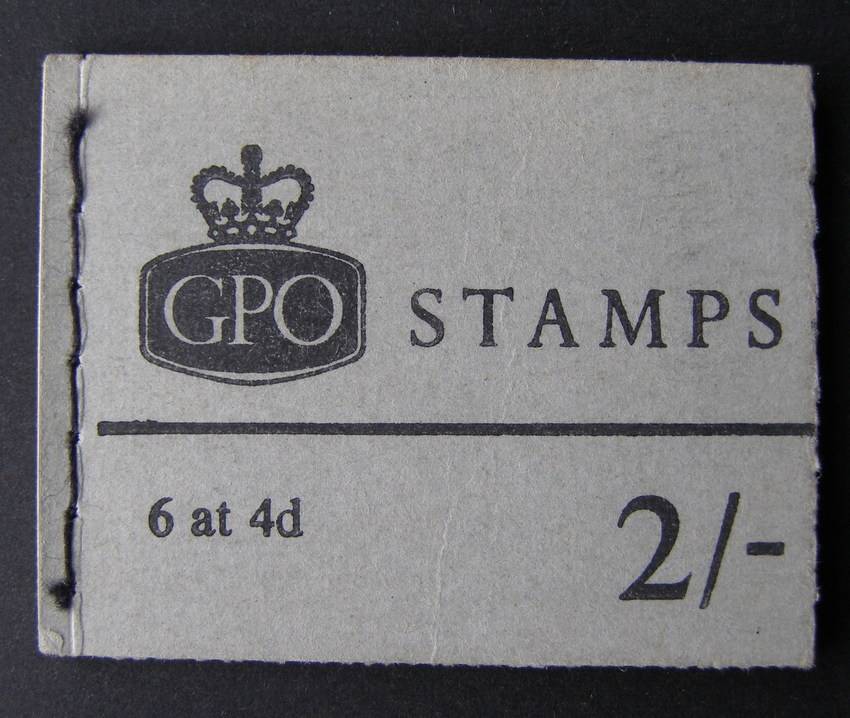 GPO STAMPS
6 at 4d
2/-